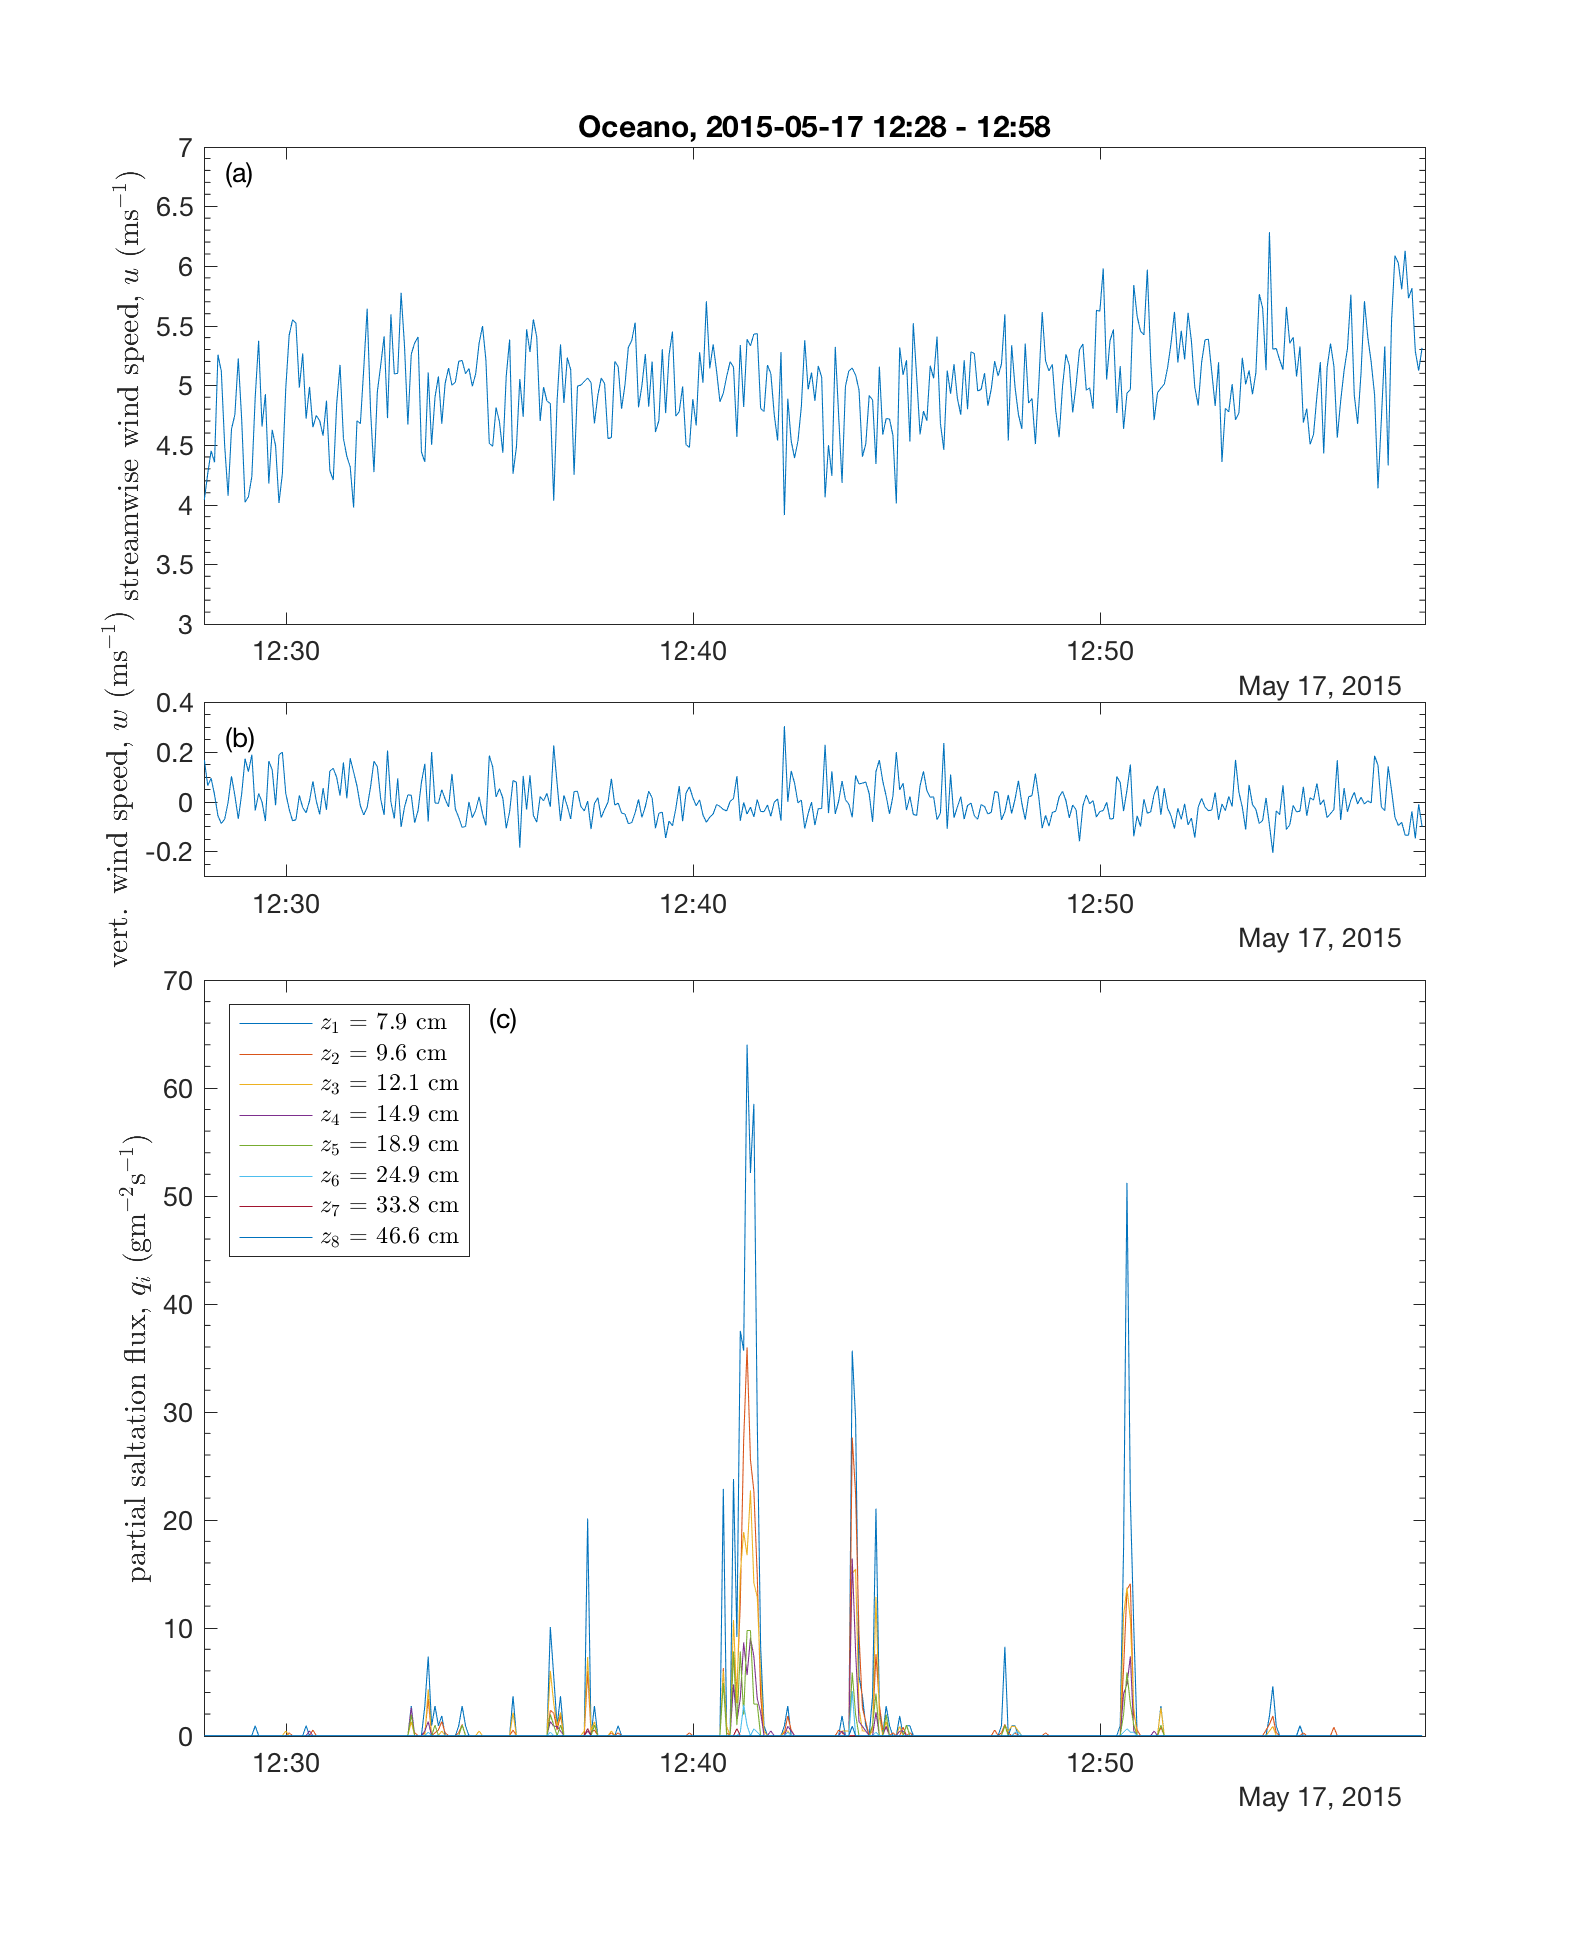 Oceano, 2015-05-17 12:28 - 12:58
(a)
streamwise wind speed, u (ms⁻¹)
7
6.5
6
5.5
5
4.5
4
3.5
3
12:30 12:40 12:50
May 17, 2015
(b)
vert. wind speed, w (ms⁻¹)
0.4
0.2
0
-0.2
12:30 12:40 12:50
May 17, 2015
(c)
partial saltation flux, qᵢ (gm⁻²s⁻¹)
70
60
50
40
30
20
10
0
z₁ = 7.9 cm
z₂ = 9.6 cm
z₃ = 12.1 cm
z₄ = 14.9 cm
z₅ = 18.9 cm
z₆ = 24.9 cm
z₇ = 33.8 cm
z₈ = 46.6 cm
12:30 12:40 12:50
May 17, 2015